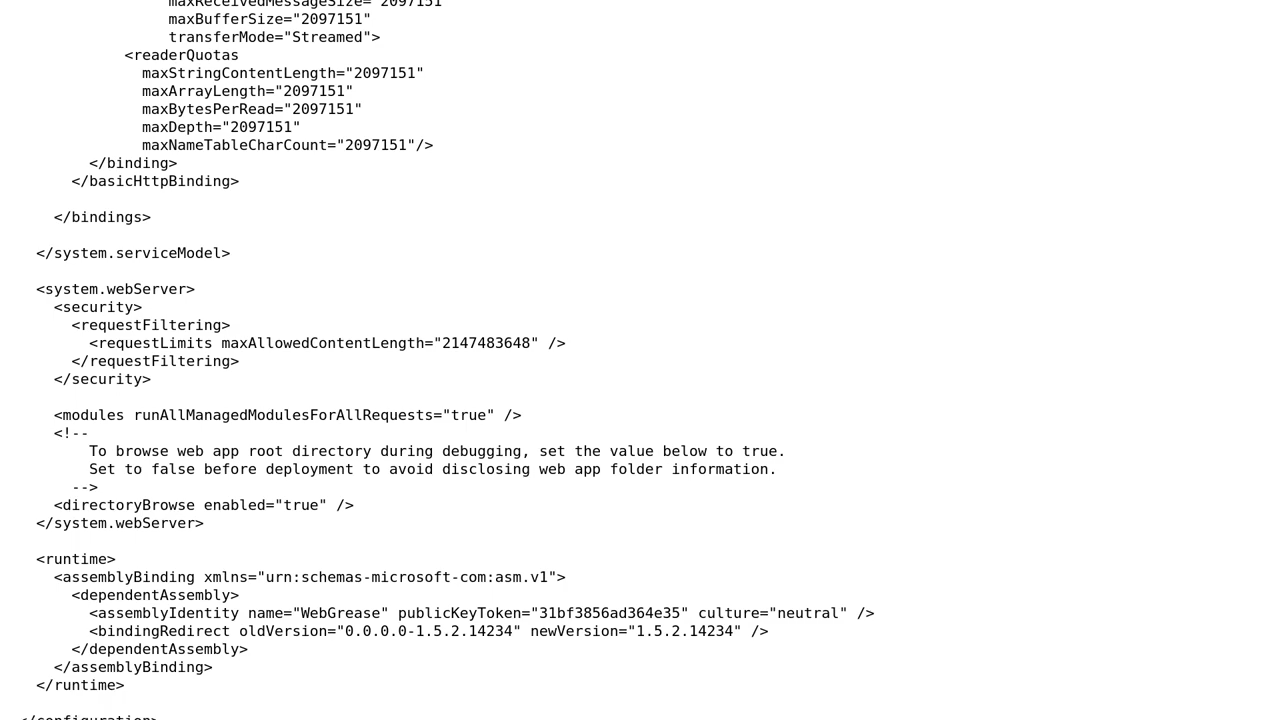 maxReceivedMessageSize="2097151"
maxBufferSize="2097151"
transferMode="Streamed">
<readerQuotas
maxStringContentLength="2097151"
maxArrayLength="2097151"
maxBytesPerRead="2097151"
maxDepth="2097151"
maxNameTableCharCount="2097151"/>
</binding>
</basicHttpBinding>
</bindings>
</system.serviceModel>
<system.webServer>
<security>
<requestFiltering>
<requestLimits maxAllowedContentLength="2147483648" />
</requestFiltering>
</security>
<modules runAllManagedModulesForAllRequests="true" />
<!--
To browse web app root directory during debugging, set the value below to true.
Set to false before deployment to avoid disclosing web app folder information.
-->
<directoryBrowse enabled="true" />
</system.webServer>
<runtime>
<assemblyBinding xmlns="urn:schemas-microsoft-com:asm.v1">
<dependentAssembly>
<assemblyIdentity name="WebGrease" publicKeyToken="31bf3856ad364e35" culture="neutral" />
<bindingRedirect oldVersion="0.0.0.0-1.5.2.14234" newVersion="1.5.2.14234" />
</dependentAssembly>
</assemblyBinding>
</runtime>
</configuration>